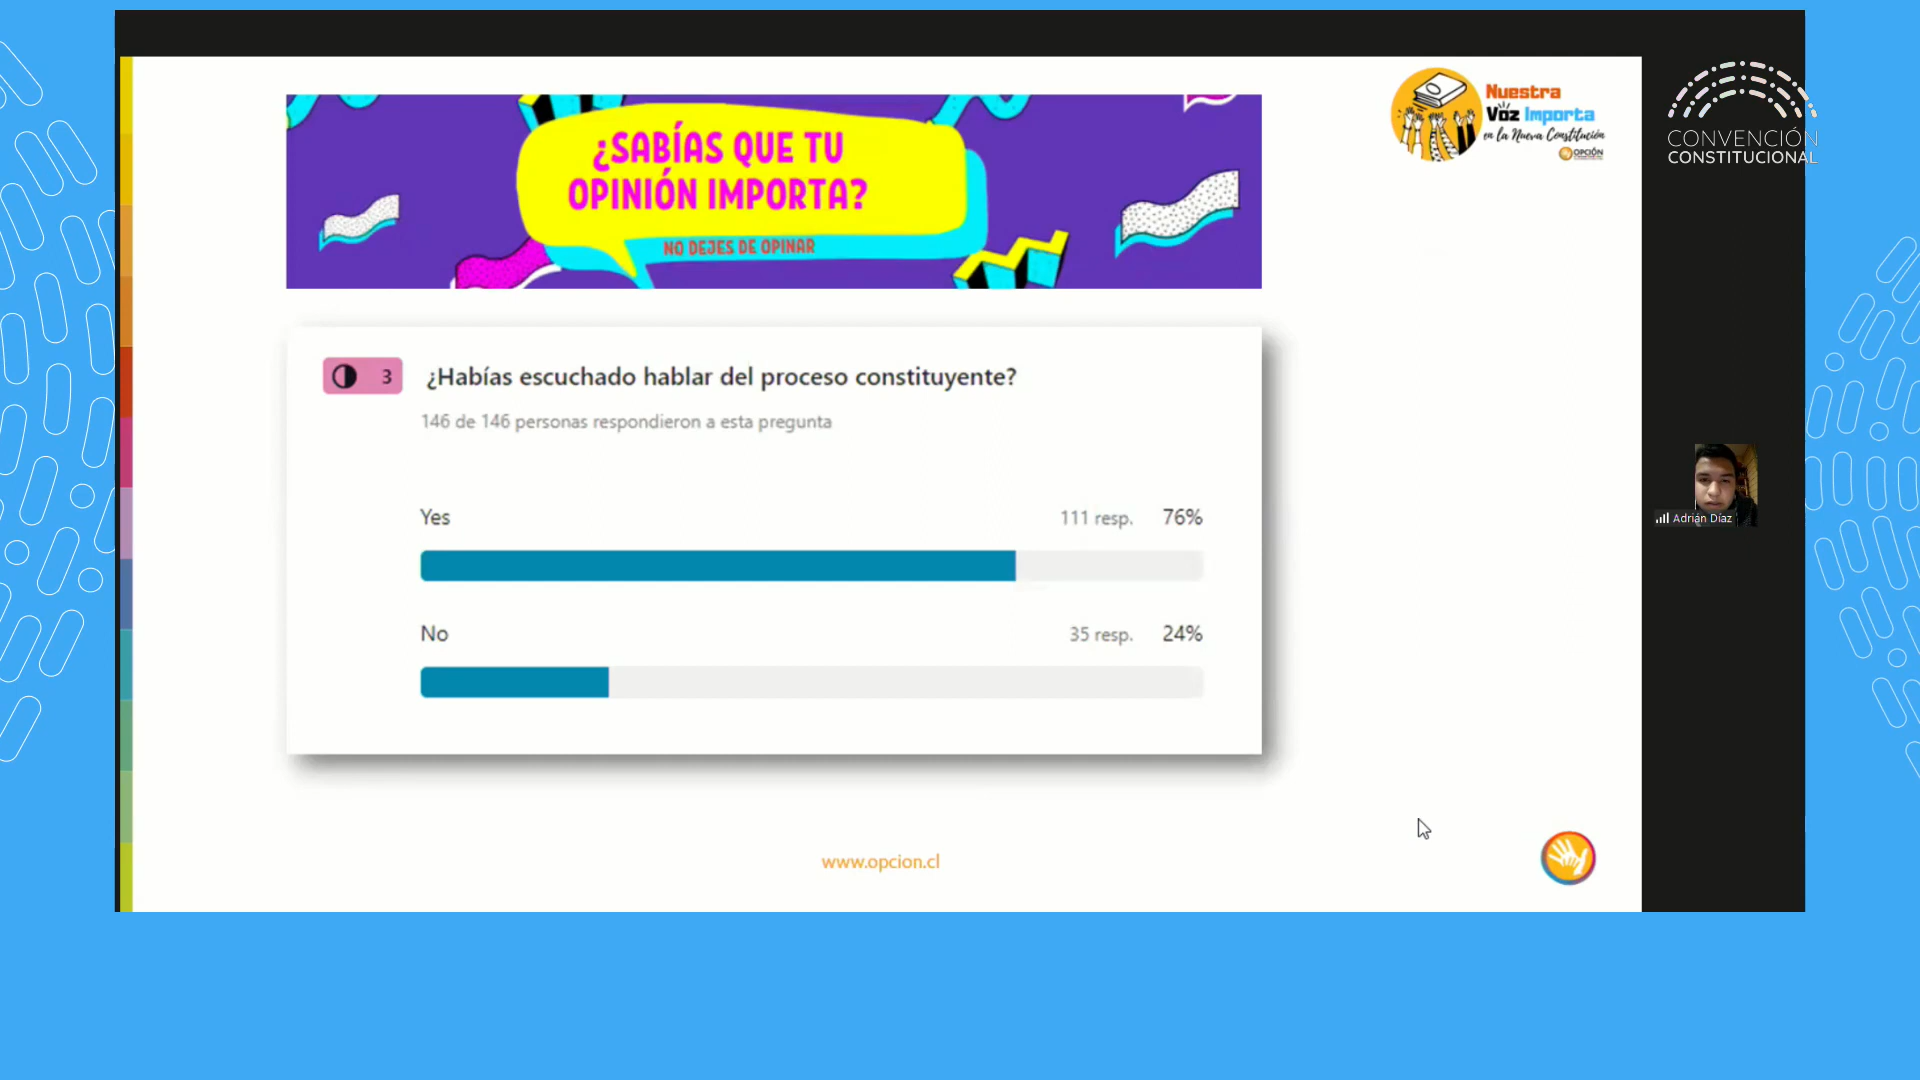 ¿SABÍAS QUE TU
OPINIÓN IMPORTA?
NO DEJES DE OPINAR
Nuestra
Voz Importa
en la Nueva Constitución
OPCIÓN
CONVENCIÓN
CONSTITUCIONAL
3 ¿Habías escuchado hablar del proceso constituyente?
146 de 146 personas respondieron a esta pregunta
Yes 111 resp. 76%
No 35 resp. 24%
Adrián Díaz
www.opcion.cl